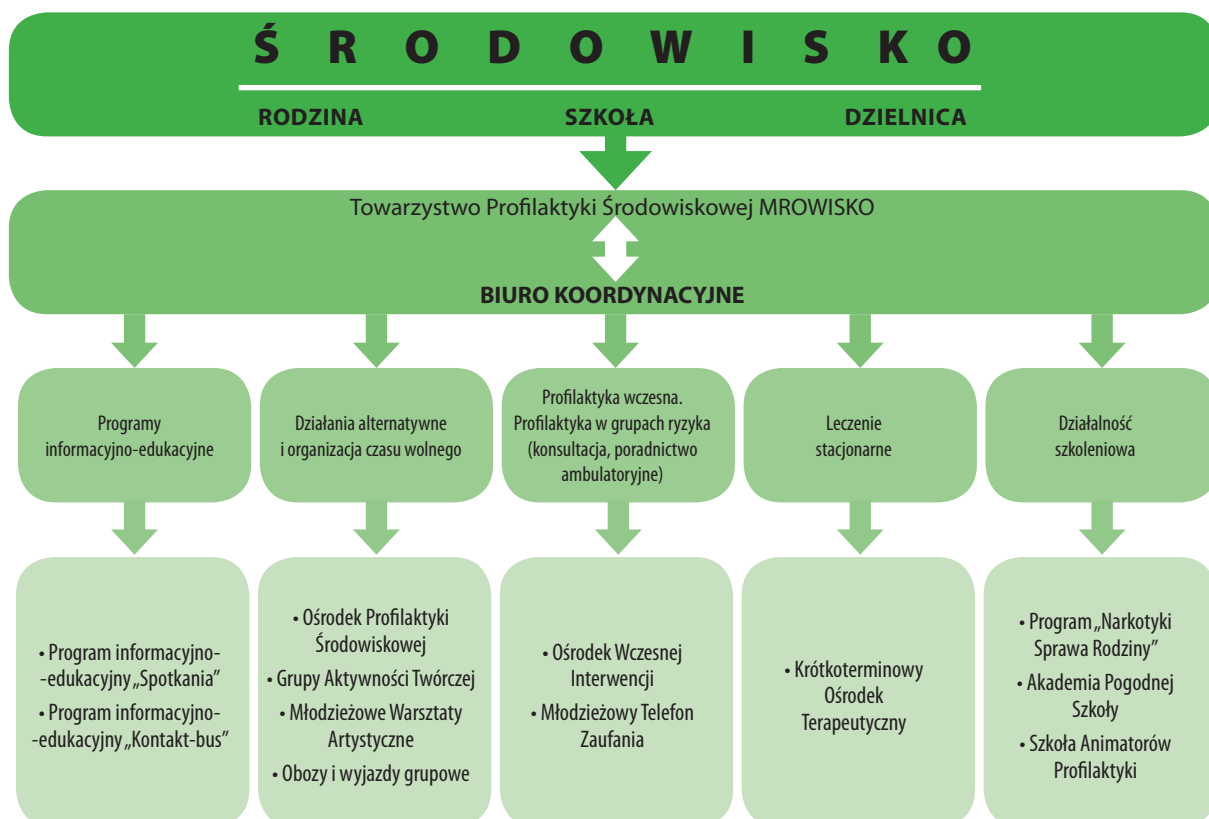 ŚRODOWISKO
RODZINA SZKOŁA DZIELNICA
Towarzystwo Profilaktyki Środowiskowej MROWISKO
BIURO KOORDYNACYJNE
Programy
informacyjno-edukacyjne
Działania alternatywne
i organizacja czasu wolnego
Profilaktyka wczesna.
Profilaktyka w grupach ryzyka
(konsultacja, poradnictwo
ambulatoryjne)
Leczenie
stacjonarne
Działalność
szkoleniowa
• Program informacyjno-
-edukacyjny „Spotkania”
• Program informacyjno-
-edukacyjny „Kontakt-bus”
• Ośrodek Profilaktyki
Środowiskowej
• Grupy Aktywności Twórczej
• Młodzieżowe Warsztaty
Artystyczne
• Obozy i wyjazdy grupowe
• Ośrodek Wczesnej
Interwencji
• Młodzieżowy Telefon
Zaufania
• Krótkoterminowy
Ośrodek
Terapeutyczny
• Program „Narkotyki
Sprawa Rodziny”
• Akademia Pogodnej
Szkoły
• Szkoła Animatorów
Profilaktyki